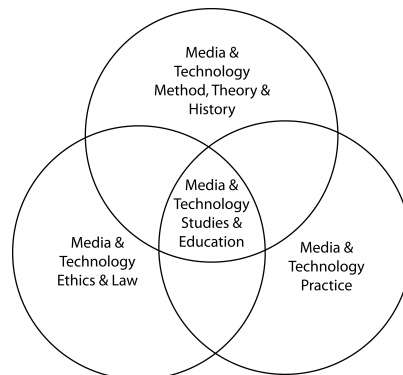 Media &
Technology
Method, Theory &
History
Media &
Technology
Studies &
Education
Media &
Technology
Ethics & Law
Media &
Technology
Practice